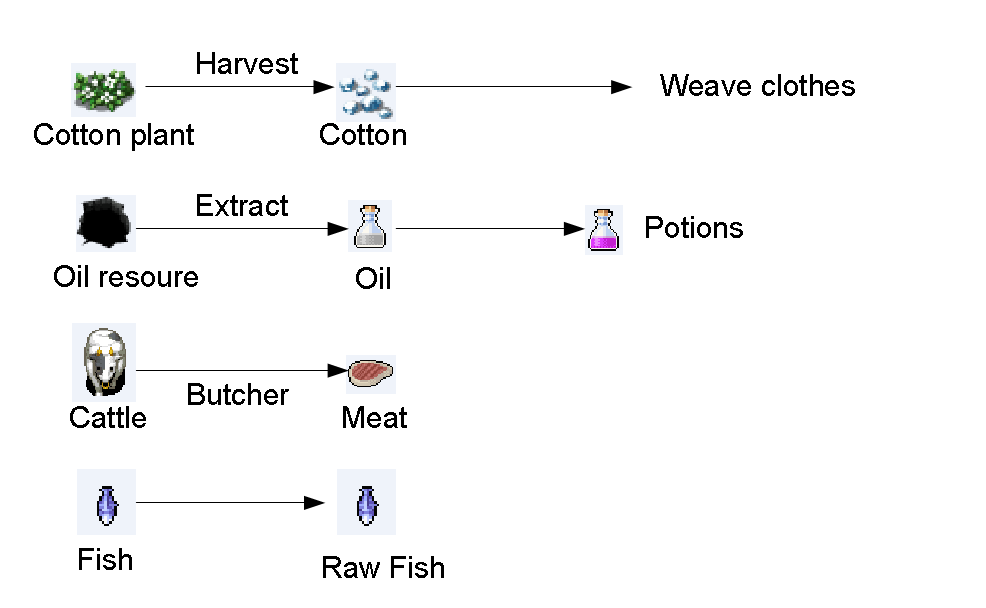 Harvest
Weave clothes
Cotton plant
Cotton
Extract
Potions
Oil resoure
Oil
Butcher
Cattle
Meat
Fish
Raw Fish